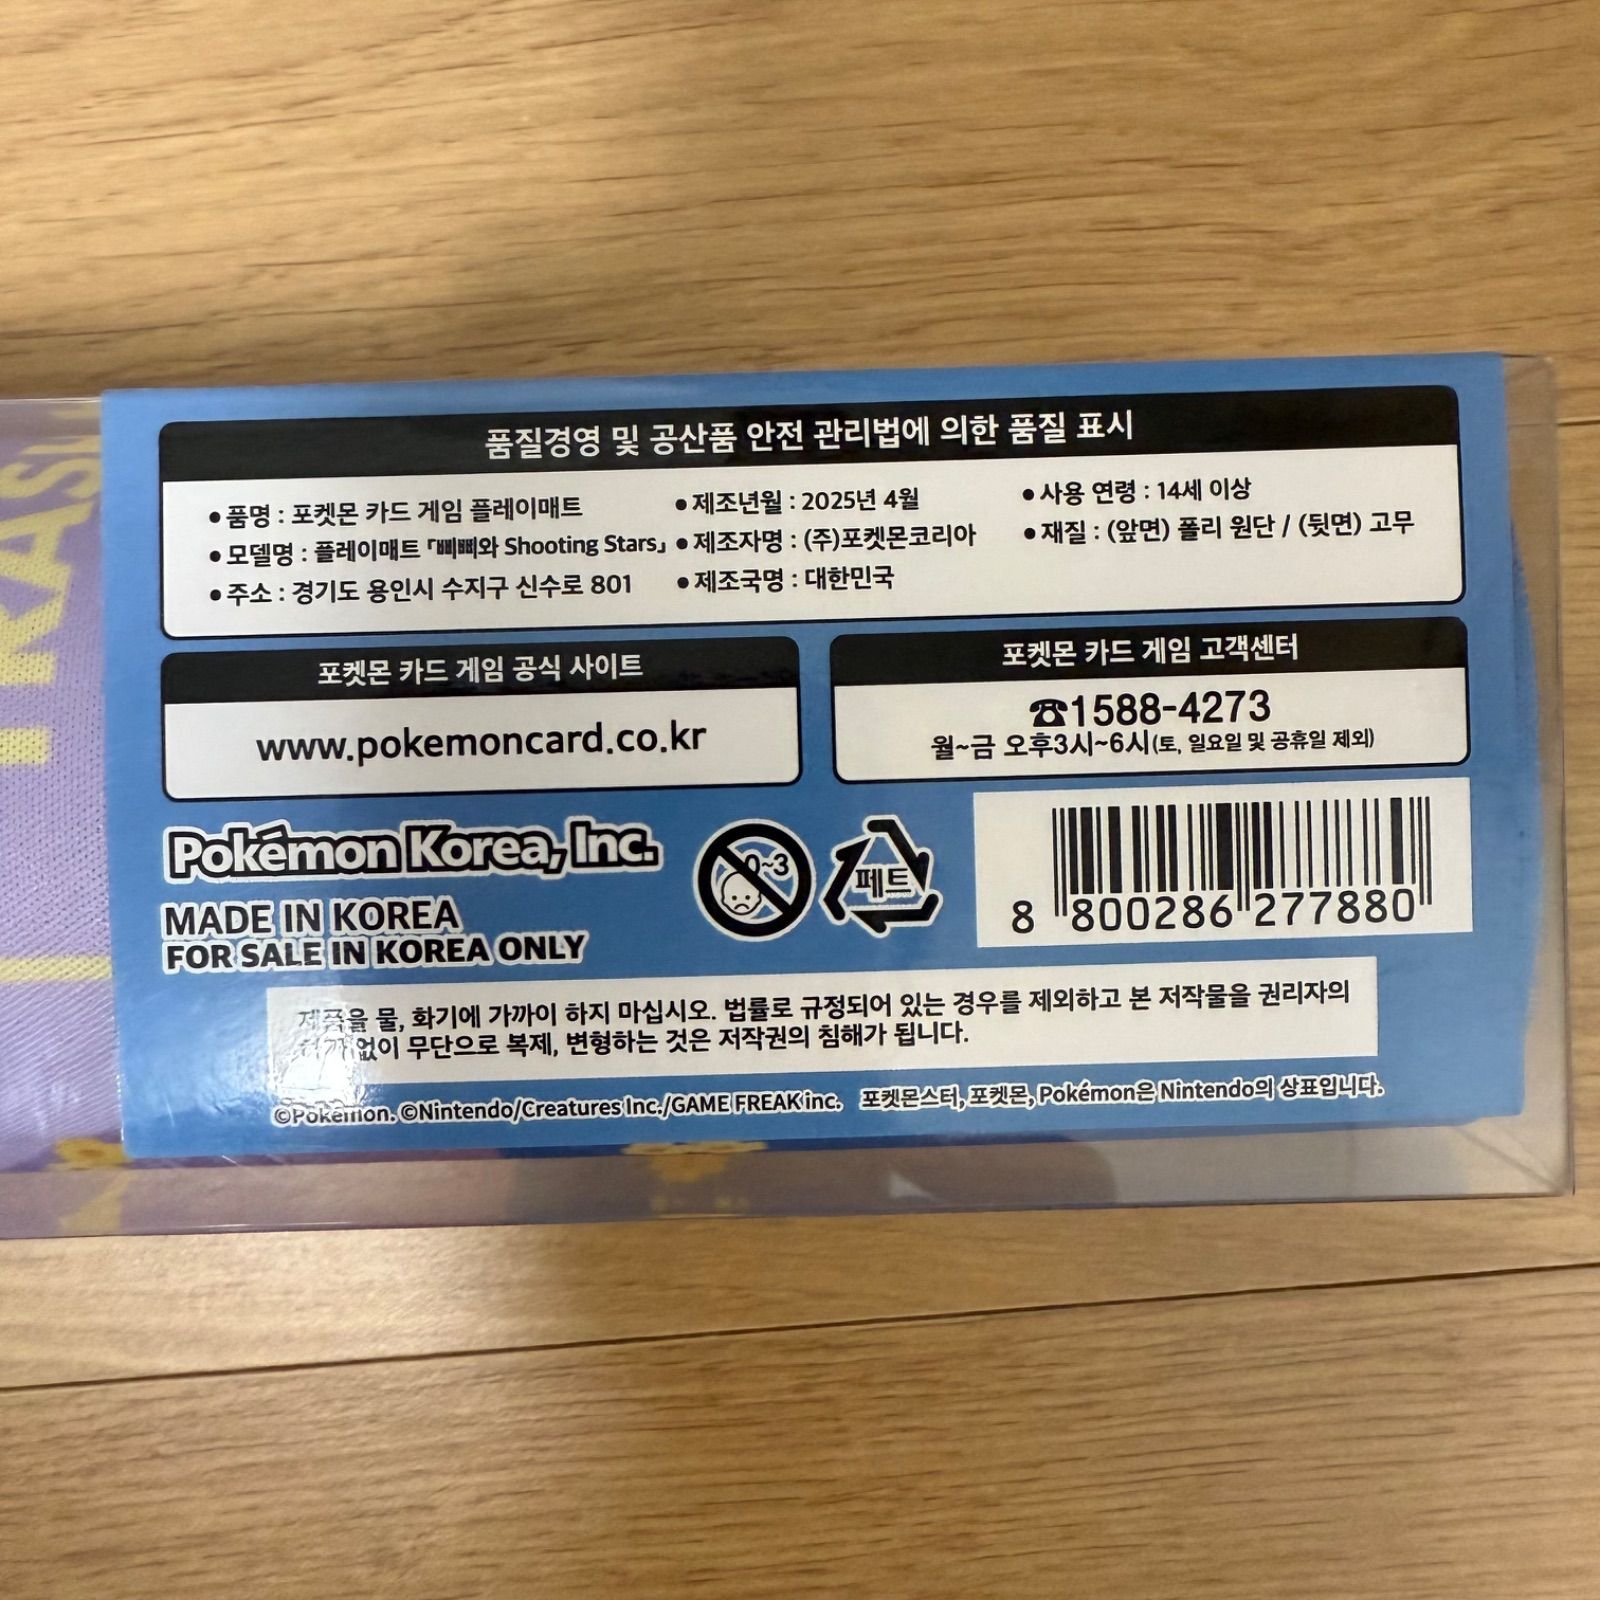 품질경영 및 공산품 안전 관리법에 의한 품질 표시
● 품명 : 포켓몬 카드 게임 플레이매트
● 모델명 : 플레이매트 「삐삐와 Shooting Stars」
● 주소 : 경기도 용인시 수지구 신수로 801
● 제조년월 : 2025년 4월
● 제조자명 : (주)포켓몬코리아
● 제조국명 : 대한민국
● 사용 연령 : 14세 이상
● 재질 : (앞면) 폴리 원단 / (뒷면) 고무
포켓몬 카드 게임 공식 사이트
www.pokemoncard.co.kr
포켓몬 카드 게임 고객센터
☎1588-4273
월~금 오후3시~6시(토, 일요일 및 공휴일 제외)
Pokémon Korea, Inc.
MADE IN KOREA
FOR SALE IN KOREA ONLY
0~3
페트
8 800286 277880
제품을 물, 화기에 가까이 하지 마십시오. 법률로 규정되어 있는 경우를 제외하고 본 저작물을 권리자의
허가없이 무단으로 복제, 변형하는 것은 저작권의 침해가 됩니다.
©Pokémon. ©Nintendo/Creatures Inc./GAME FREAK inc. 포켓몬스터, 포켓몬, Pokémon은 Nintendo의 상표입니다.